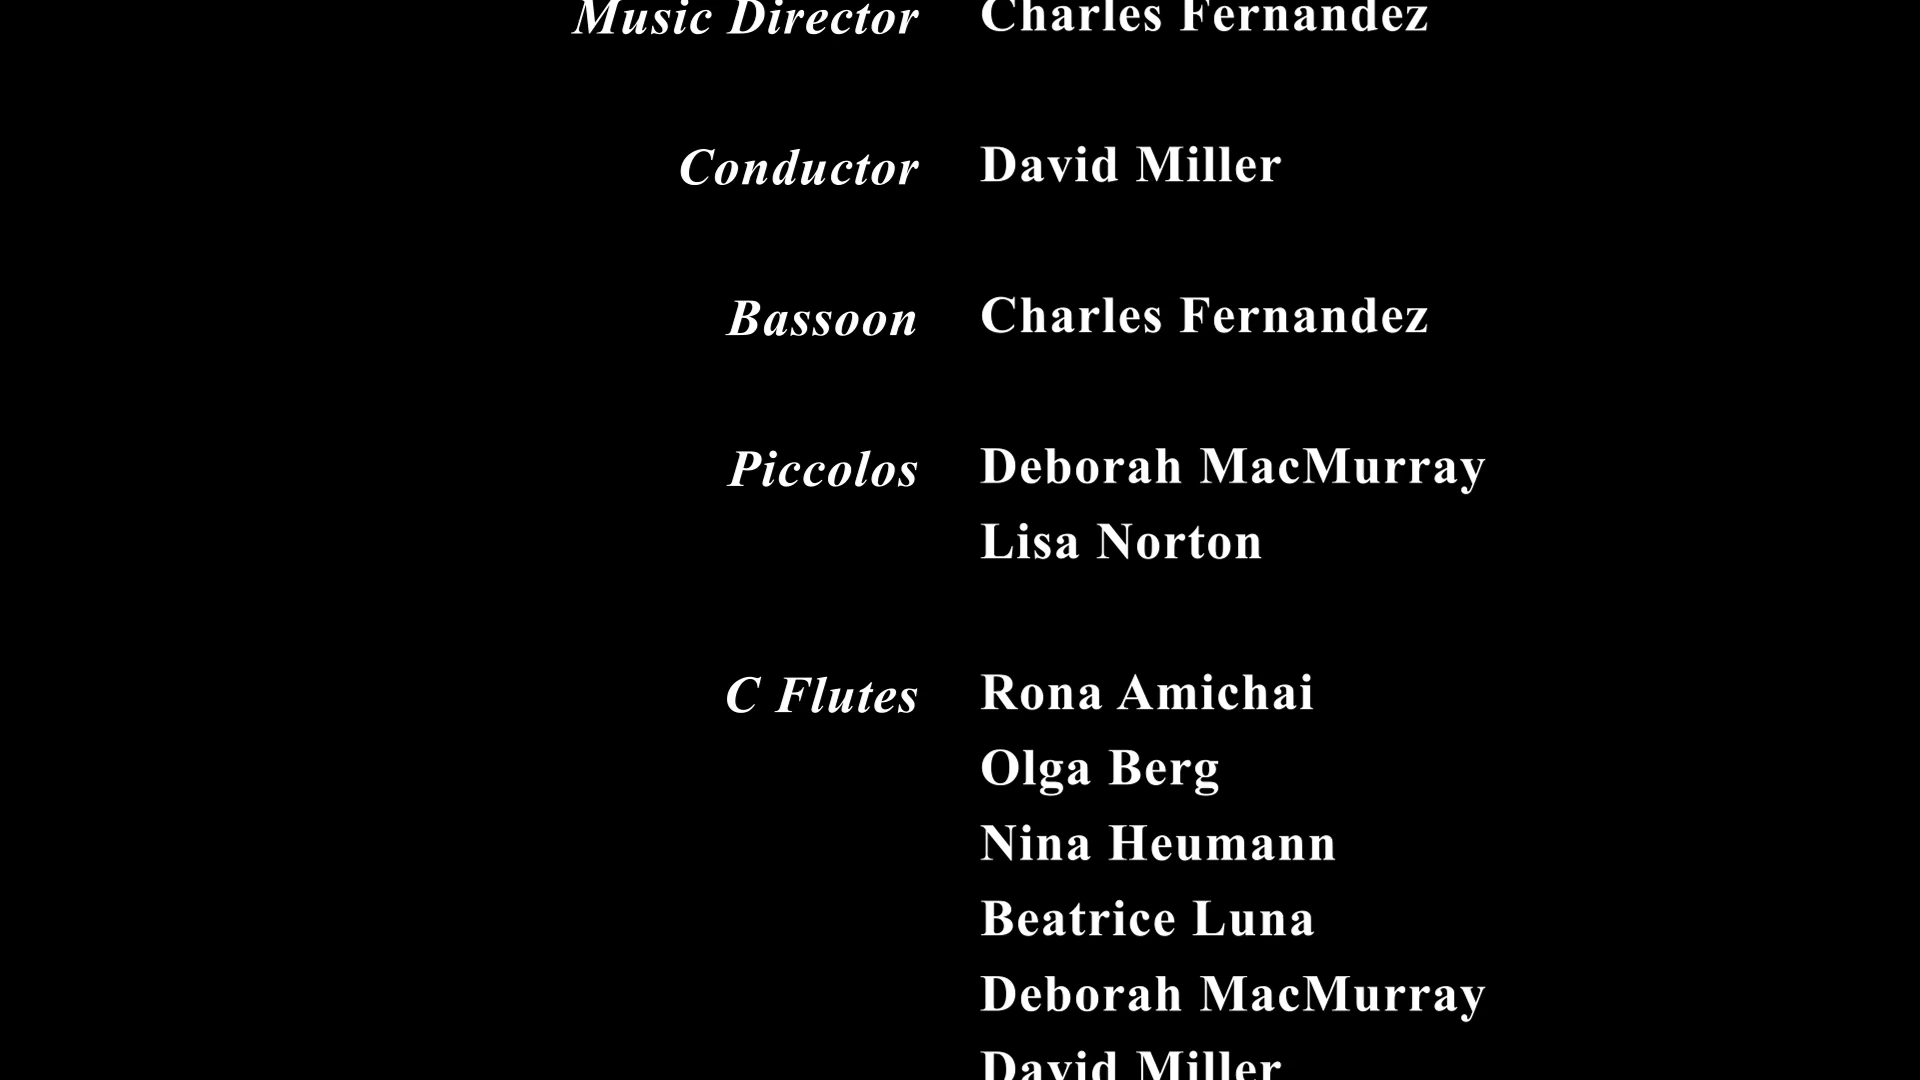 Music Director Charles Fernandez
Conductor David Miller
Bassoon Charles Fernandez
Piccolos Deborah MacMurray
Lisa Norton
C Flutes Rona Amichai
Olga Berg
Nina Heumann
Beatrice Luna
Deborah MacMurray
David Miller